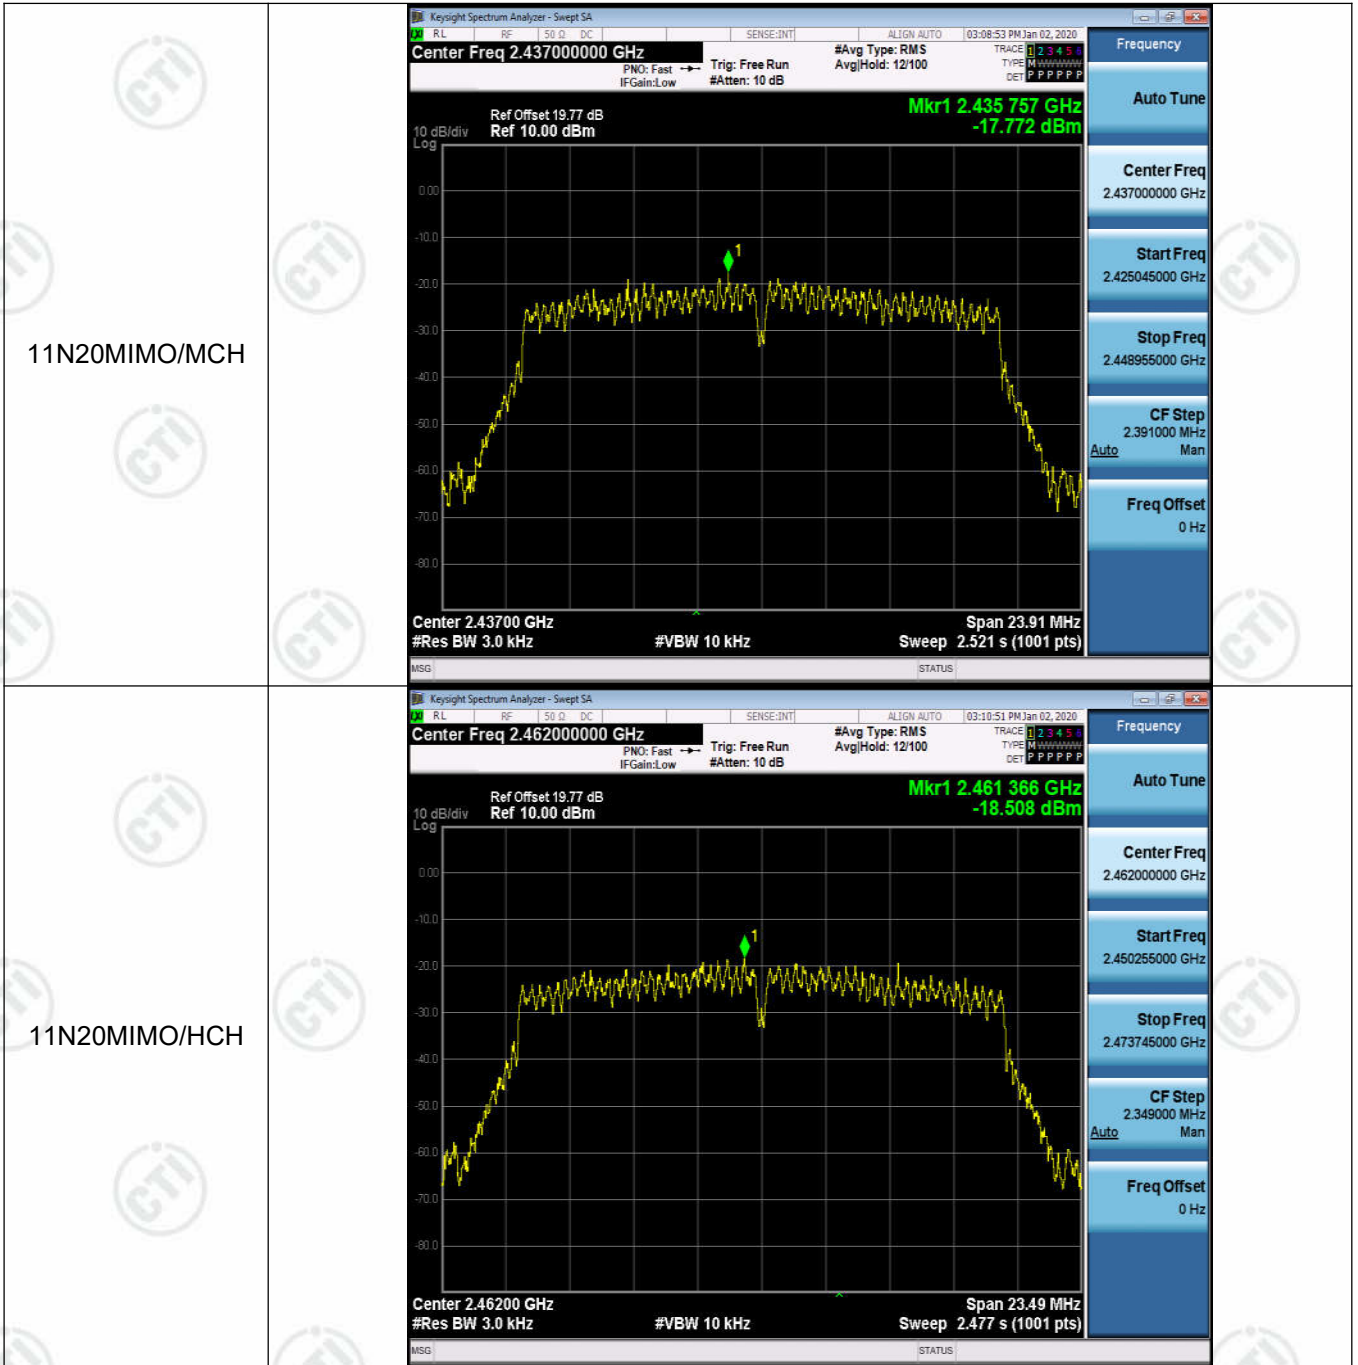 11N20MIMO/MCH
Keysight Spectrum Analyzer - Swept SA
RL RF 50 Ω DC SENSE:INT ALIGN AUTO 03:08:53 PM Jan 02, 2020
Center Freq 2.437000000 GHz
PNO: Fast
IFGain:Low
Trig: Free Run
#Atten: 10 dB
#Avg Type: RMS
Avg|Hold: 12/100
TRACE 1 2 3 4 5 6
TYPE M W W W W W
DET P P P P P P
Mkr1 2.435 757 GHz
-17.772 dBm
Ref Offset 19.77 dB
10 dB/div Ref 10.00 dBm
Log
0.00
-10.0
-20.0
-30.0
-40.0
-50.0
-60.0
-70.0
-80.0
1
Center 2.43700 GHz Span 23.91 MHz
#Res BW 3.0 kHz #VBW 10 kHz Sweep 2.521 s (1001 pts)
MSG STATUS
Frequency
Auto Tune
Center Freq
2.437000000 GHz
Start Freq
2.425045000 GHz
Stop Freq
2.448955000 GHz
CF Step
2.391000 MHz
Auto Man
Freq Offset
0 Hz
11N20MIMO/HCH
Keysight Spectrum Analyzer - Swept SA
RL RF 50 Ω DC SENSE:INT ALIGN AUTO 03:10:51 PM Jan 02, 2020
Center Freq 2.462000000 GHz
PNO: Fast
IFGain:Low
Trig: Free Run
#Atten: 10 dB
#Avg Type: RMS
Avg|Hold: 12/100
TRACE 1 2 3 4 5 6
TYPE M W W W W W
DET P P P P P P
Mkr1 2.461 366 GHz
-18.508 dBm
Ref Offset 19.77 dB
10 dB/div Ref 10.00 dBm
Log
0.00
-10.0
-20.0
-30.0
-40.0
-50.0
-60.0
-70.0
-80.0
1
Center 2.46200 GHz Span 23.49 MHz
#Res BW 3.0 kHz #VBW 10 kHz Sweep 2.477 s (1001 pts)
MSG STATUS
Frequency
Auto Tune
Center Freq
2.462000000 GHz
Start Freq
2.450255000 GHz
Stop Freq
2.473745000 GHz
CF Step
2.349000 MHz
Auto Man
Freq Offset
0 Hz
CTI
CTI
CTI
CTI
CTI
CTI
CTI
CTI
CTI
CTI